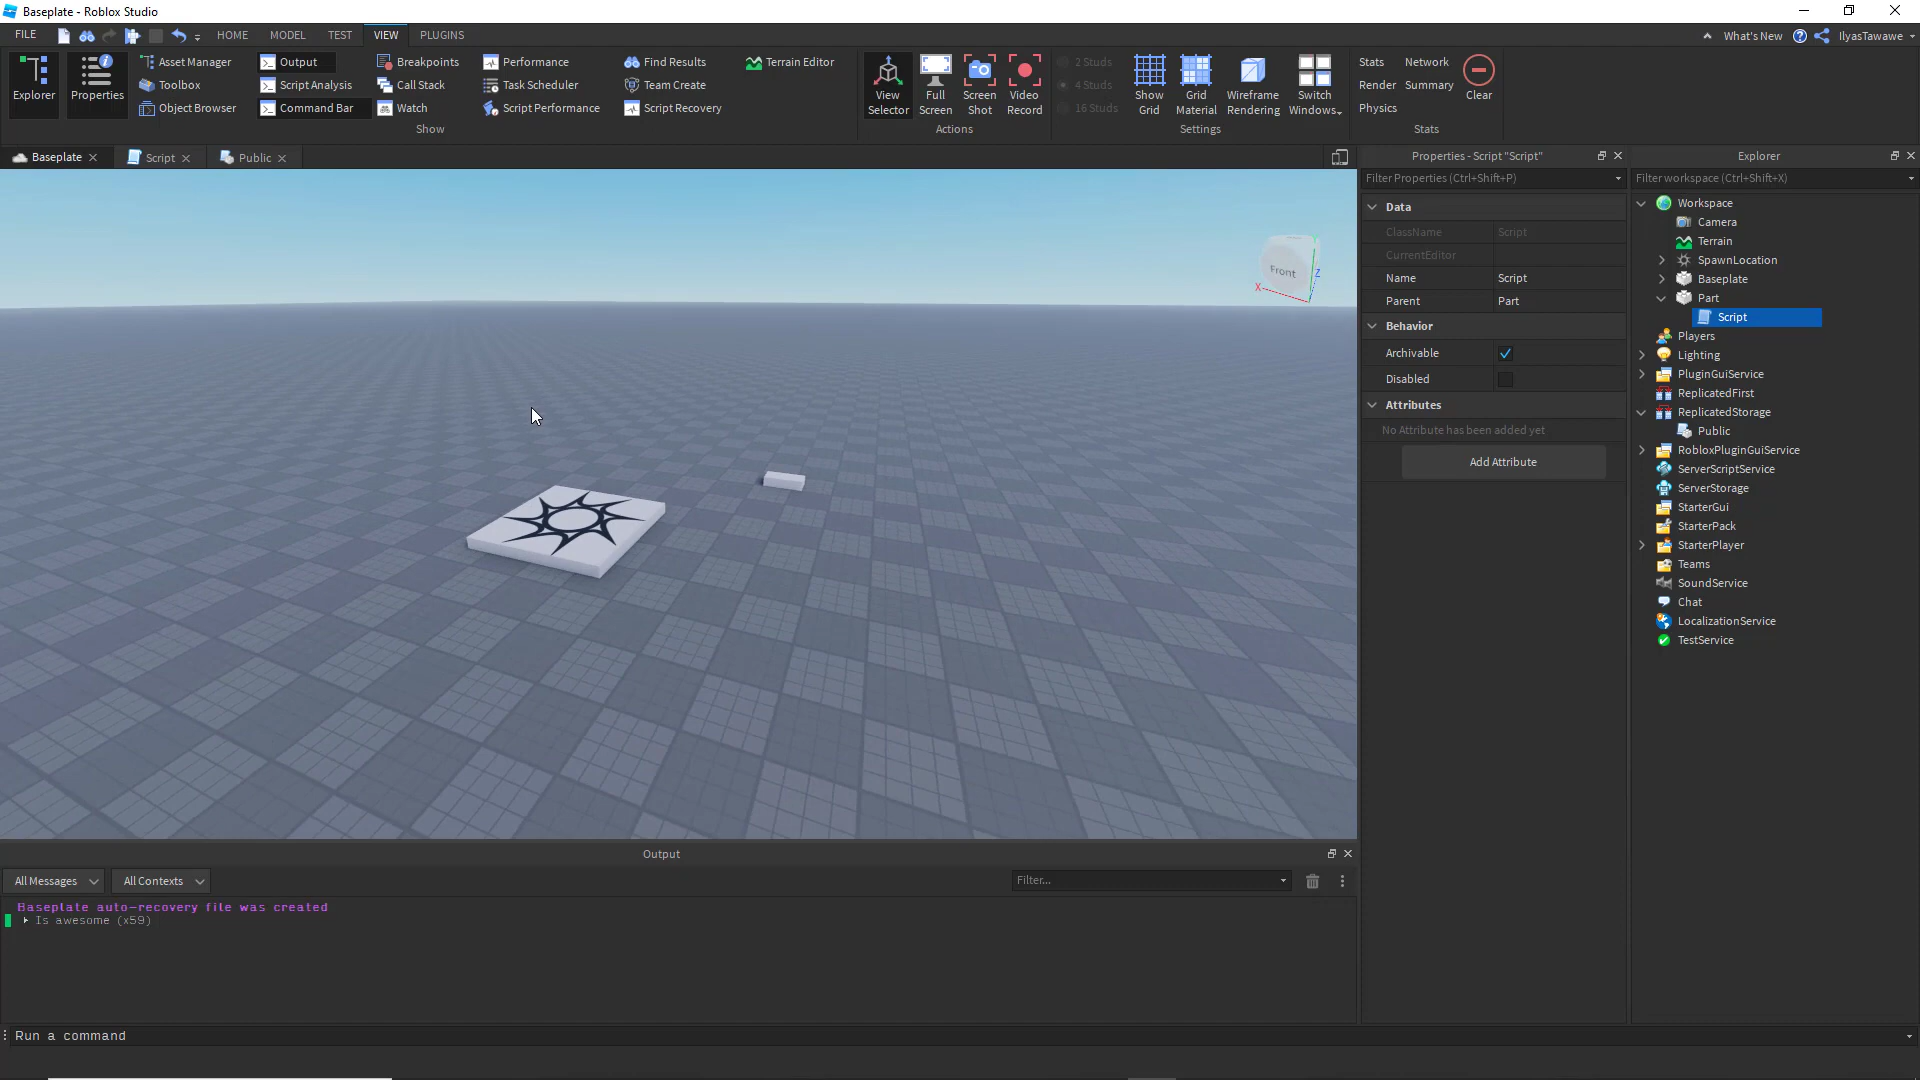 Baseplate - Roblox Studio
FILE HOME MODEL TEST VIEW PLUGINS What's New IlyasTawawe
Explorer
Properties
Asset Manager
Toolbox
Object Browser
Output
Script Analysis
Command Bar
Breakpoints
Call Stack
Watch
Performance
Task Scheduler
Script Performance
Find Results
Team Create
Script Recovery
Terrain Editor
Show
View
Selector
Full
Screen
Screen
Shot
Video
Record
Actions
2 Studs
4 Studs
16 Studs
Show
Grid
Grid
Material
Wireframe
Rendering
Switch
Windows
Settings
Stats
Render
Physics
Network
Summary
Clear
Stats
Baseplate
Script
Public
Front
X
Z
Properties - Script "Script"
Filter Properties (Ctrl+Shift+P)
Data
ClassName Script
CurrentEditor
Name Script
Parent Part
Behavior
Archivable
Disabled
Attributes
No Attribute has been added yet
Add Attribute
Explorer
Filter workspace (Ctrl+Shift+X)
Workspace
Camera
Terrain
SpawnLocation
Baseplate
Part
Script
Players
Lighting
PluginGuiService
ReplicatedFirst
ReplicatedStorage
Public
RobloxPluginGuiService
ServerScriptService
ServerStorage
StarterGui
StarterPack
StarterPlayer
Teams
SoundService
Chat
LocalizationService
TestService
Output
All Messages All Contexts Filter...
Baseplate auto-recovery file was created
Is awesome (x59)
Run a command